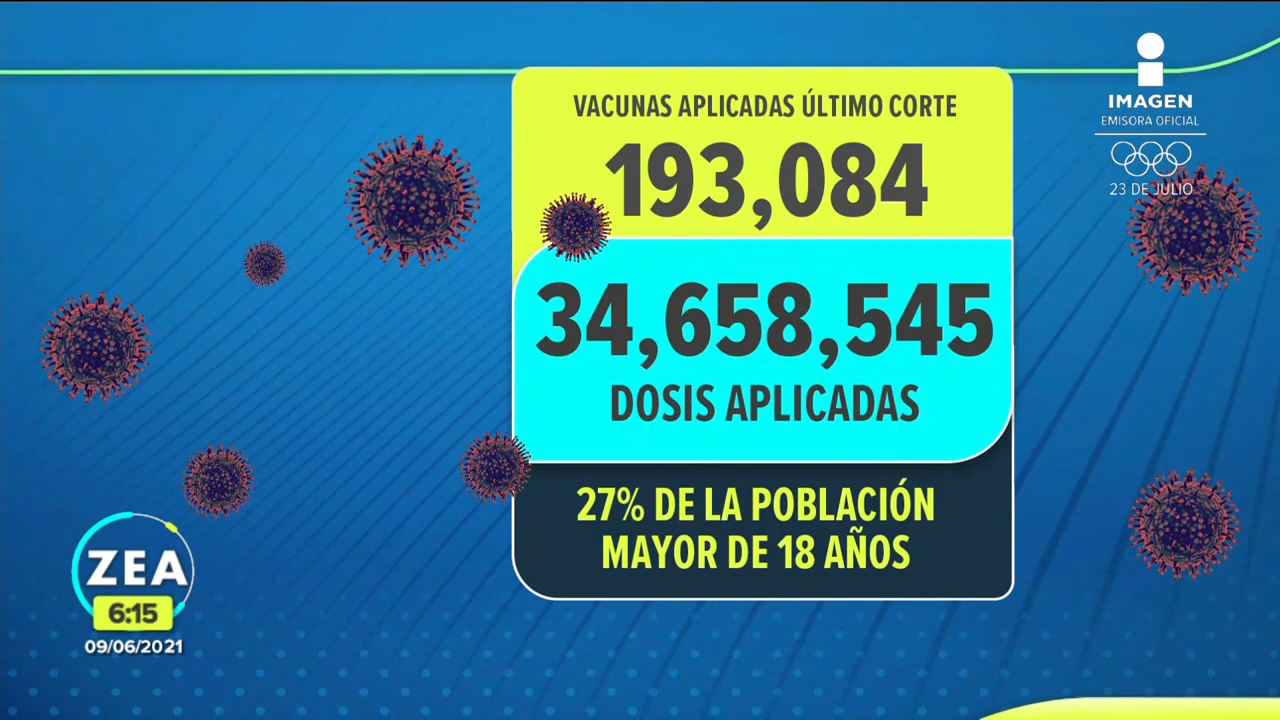 VACUNAS APLICADAS ÚLTIMO CORTE
193,084
34,658,545
DOSIS APLICADAS
27% DE LA POBLACIÓN
MAYOR DE 18 AÑOS
IMAGEN
EMISORA OFICIAL
23 DE JULIO
ZEA
6:15
09/06/2021